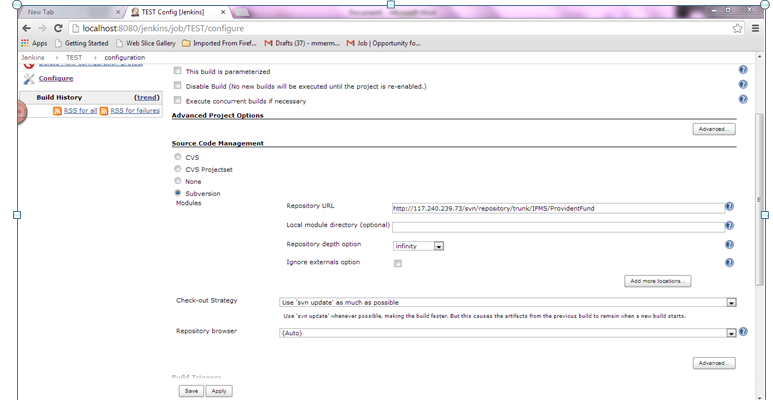 New Tab
TEST Config [Jenkins]
localhost:8080/jenkins/job/TEST/configure
Apps
Getting Started
Web Slice Gallery
Imported From Firef...
Drafts (37) - mmerm...
Job | Opportunity fo...
Jenkins
TEST
configuration
Configure
Build History
(trend)
RSS for all
RSS for failures
This build is parameterized
Disable Build (No new builds will be executed until the project is re-enabled.)
Execute concurrent builds if necessary
Advanced Project Options
Advanced...
Source Code Management
CVS
CVS Projectset
None
Subversion
Modules
Repository URL
http://117.240.239.73/svn/repository/trunk/IFMS/ProvidentFund
Local module directory (optional)
Repository depth option
infinity
Ignore externals option
Add more locations...
Check-out Strategy
Use 'svn update' as much as possible
Use 'svn update' whenever possible, making the build faster. But this causes the artifacts from the previous build to remain when a new build starts.
Repository browser
(Auto)
Advanced...
Build Triggers
Save
Apply